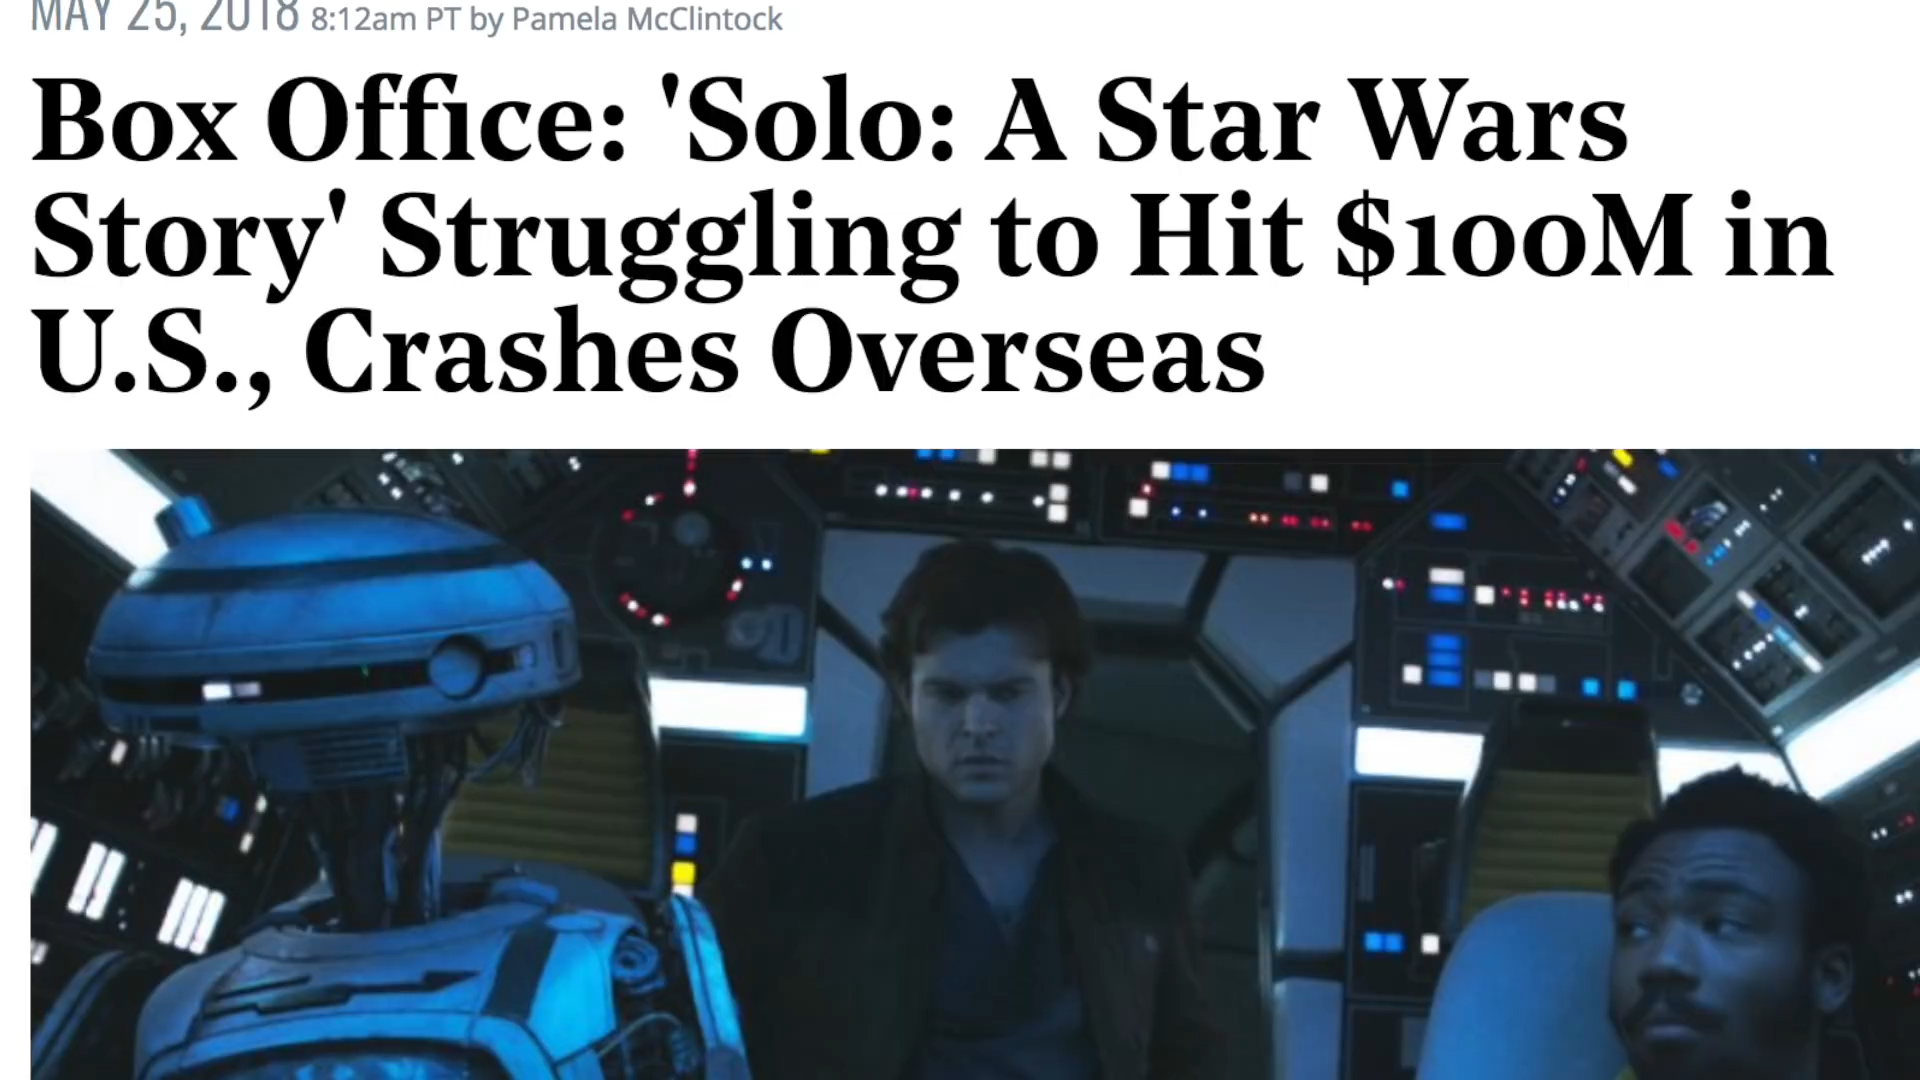 MAY 25, 2018 8:12am PT by Pamela McClintock
Box Office: 'Solo: A Star Wars
Story' Struggling to Hit $100M in
U.S., Crashes Overseas